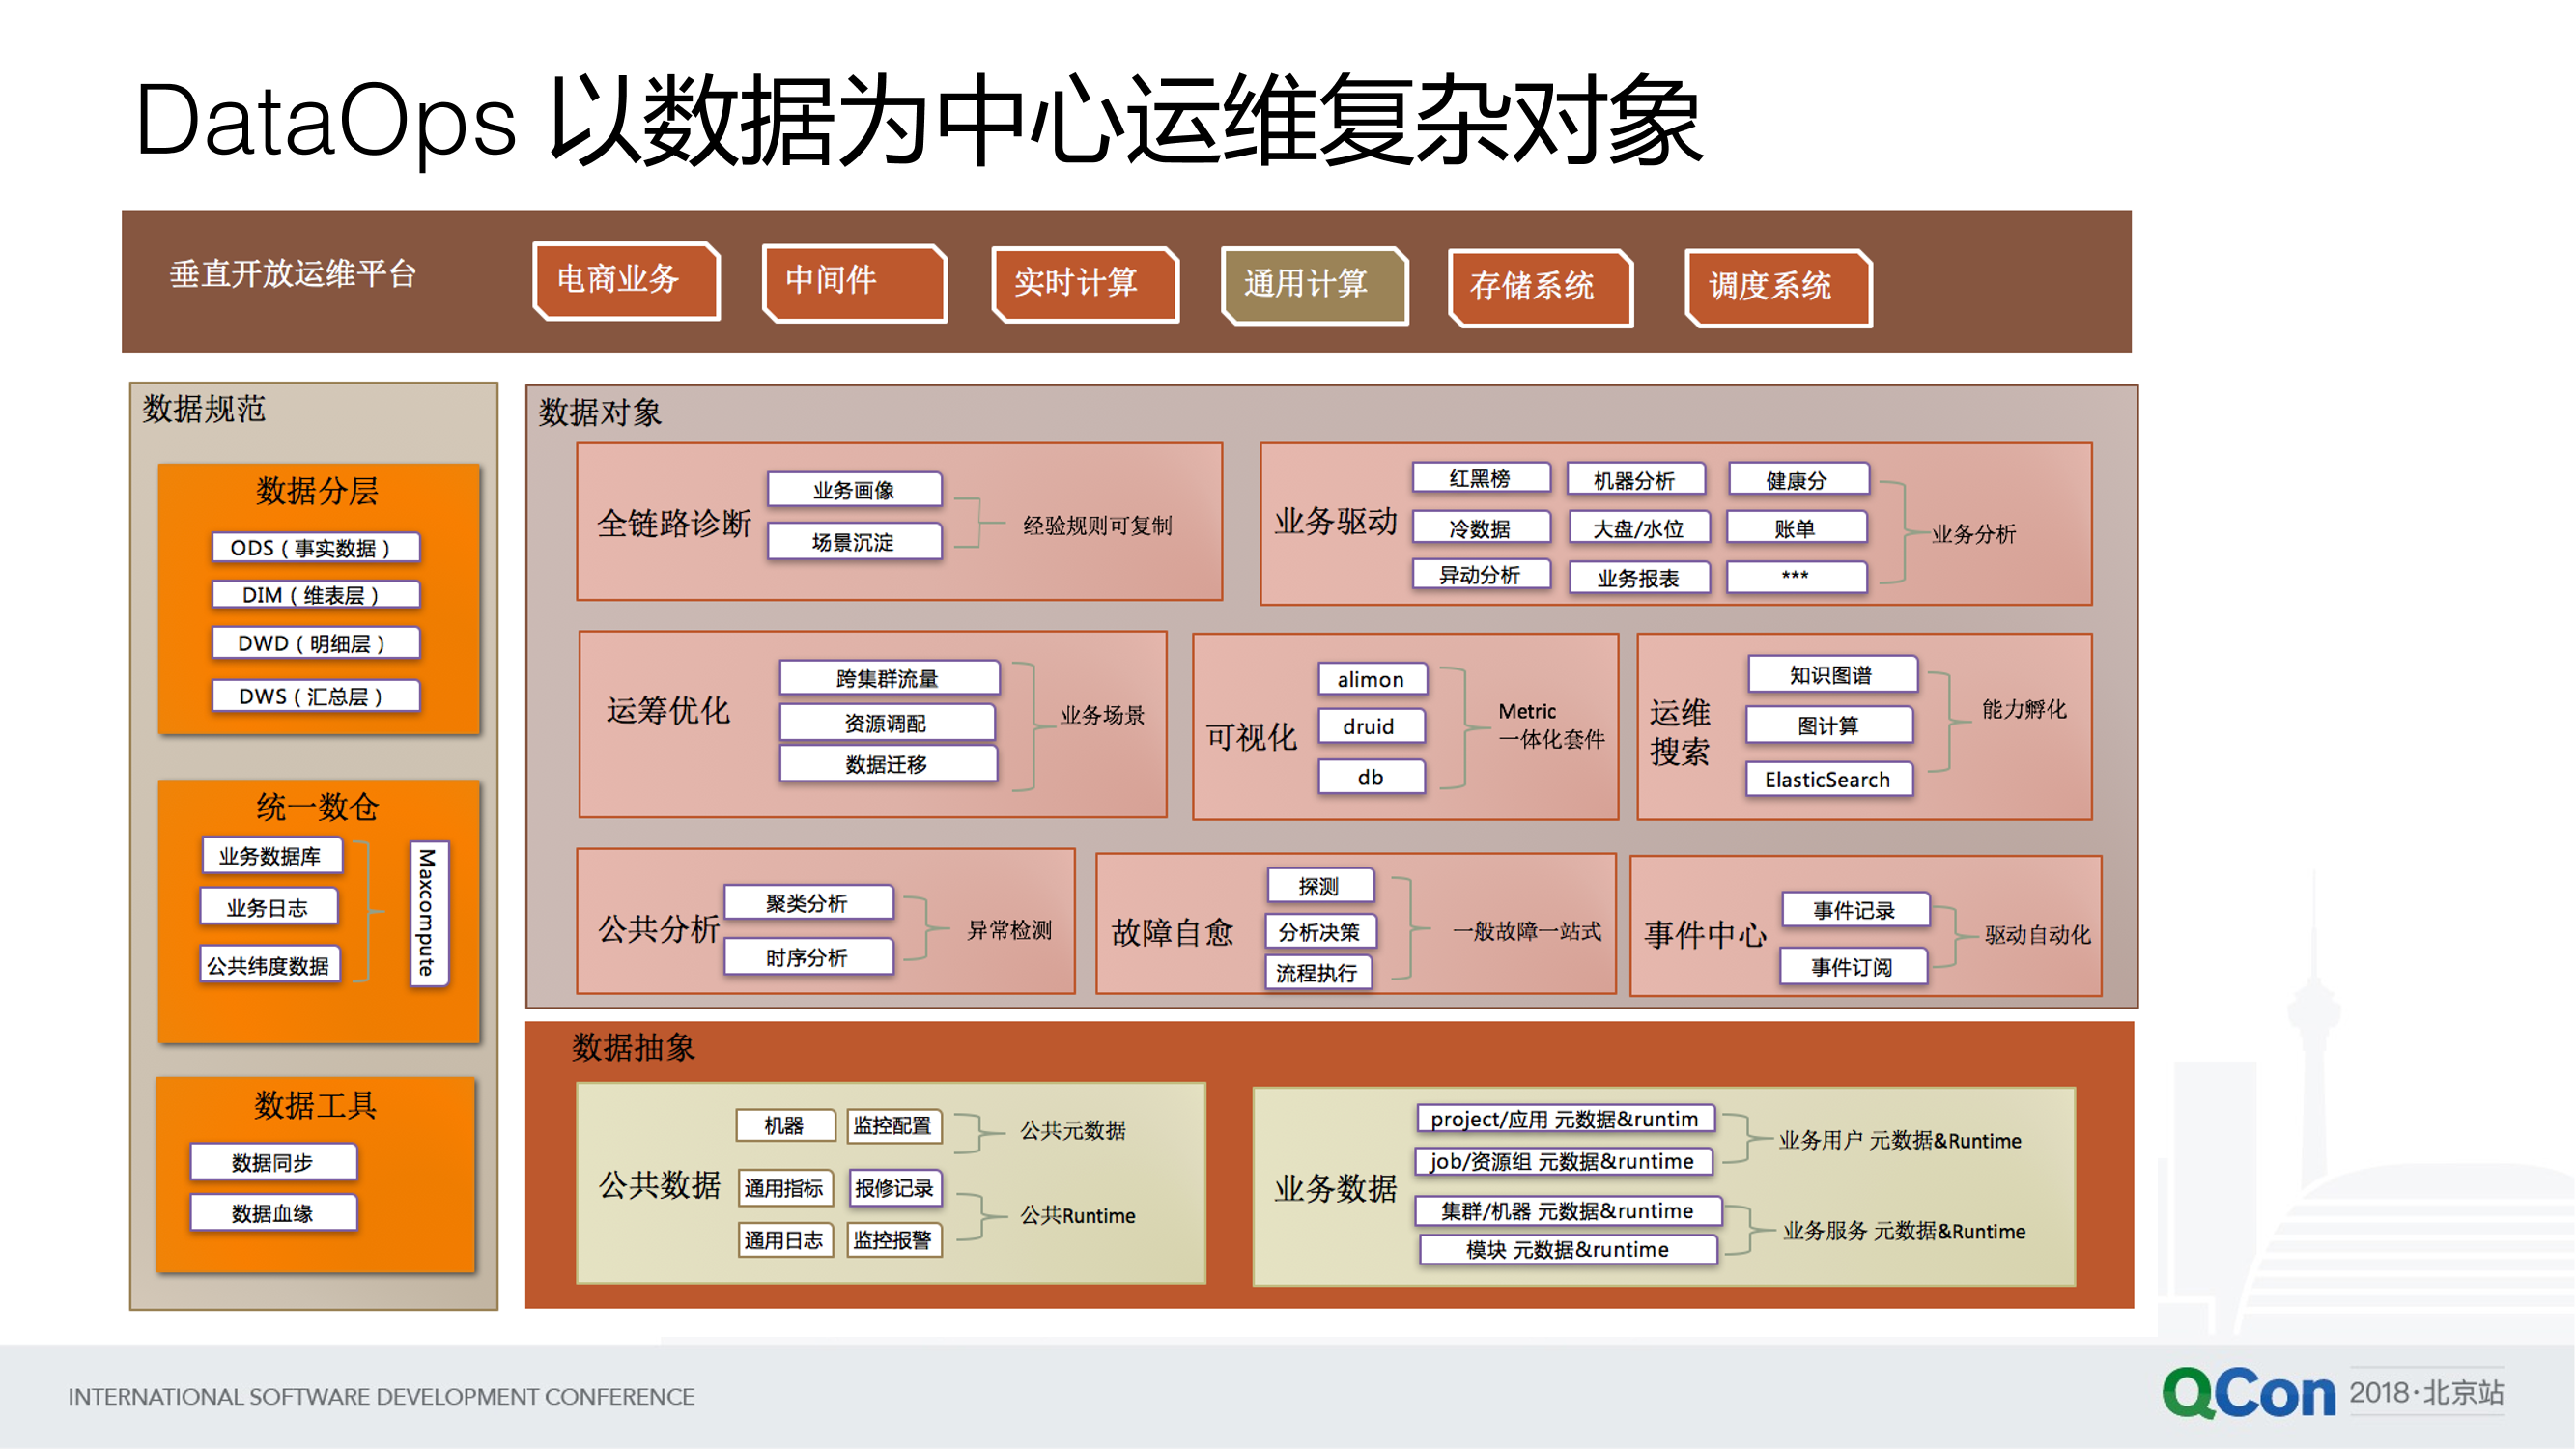 DataOps 以数据为中心运维复杂对象
垂直开放运维平台
电商业务
中间件
实时计算
通用计算
存储系统
调度系统
数据规范
数据分层
ODS（事实数据）
DIM（维表层）
DWD（明细层）
DWS（汇总层）
统一数仓
业务数据库
业务日志
公共纬度数据
Maxcompute
数据工具
数据同步
数据血缘
数据对象
全链路诊断
业务画像
场景沉淀
经验规则可复制
业务驱动
红黑榜
机器分析
健康分
冷数据
大盘/水位
账单
异动分析
业务报表
***
业务分析
运筹优化
跨集群流量
资源调配
数据迁移
业务场景
可视化
alimon
druid
db
Metric
一体化套件
运维
搜索
知识图谱
图计算
ElasticSearch
能力孵化
公共分析
聚类分析
时序分析
异常检测
故障自愈
探测
分析决策
流程执行
一般故障一站式
事件中心
事件记录
事件订阅
驱动自动化
数据抽象
公共数据
机器
监控配置
公共元数据
通用指标
报修记录
通用日志
监控报警
公共Runtime
业务数据
project/应用 元数据&runtim
job/资源组 元数据&runtime
业务用户 元数据&Runtime
集群/机器 元数据&runtime
模块 元数据&runtime
业务服务 元数据&Runtime
INTERNATIONAL SOFTWARE DEVELOPMENT CONFERENCE
QCon 2018·北京站